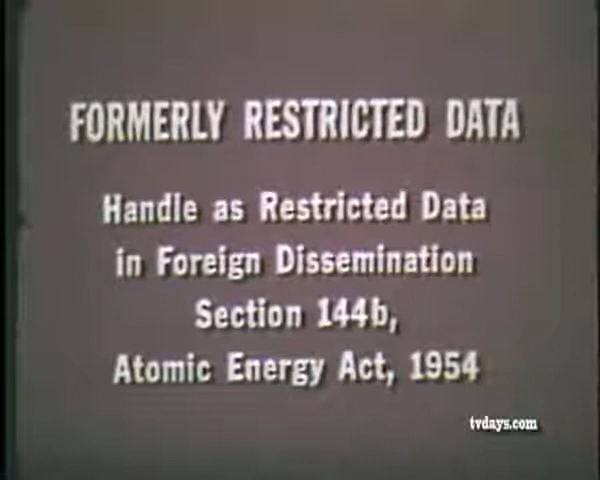 FORMERLY RESTRICTED DATA
Handle as Restricted Data
in Foreign Dissemination
Section 144b,
Atomic Energy Act, 1954
tvdays.com